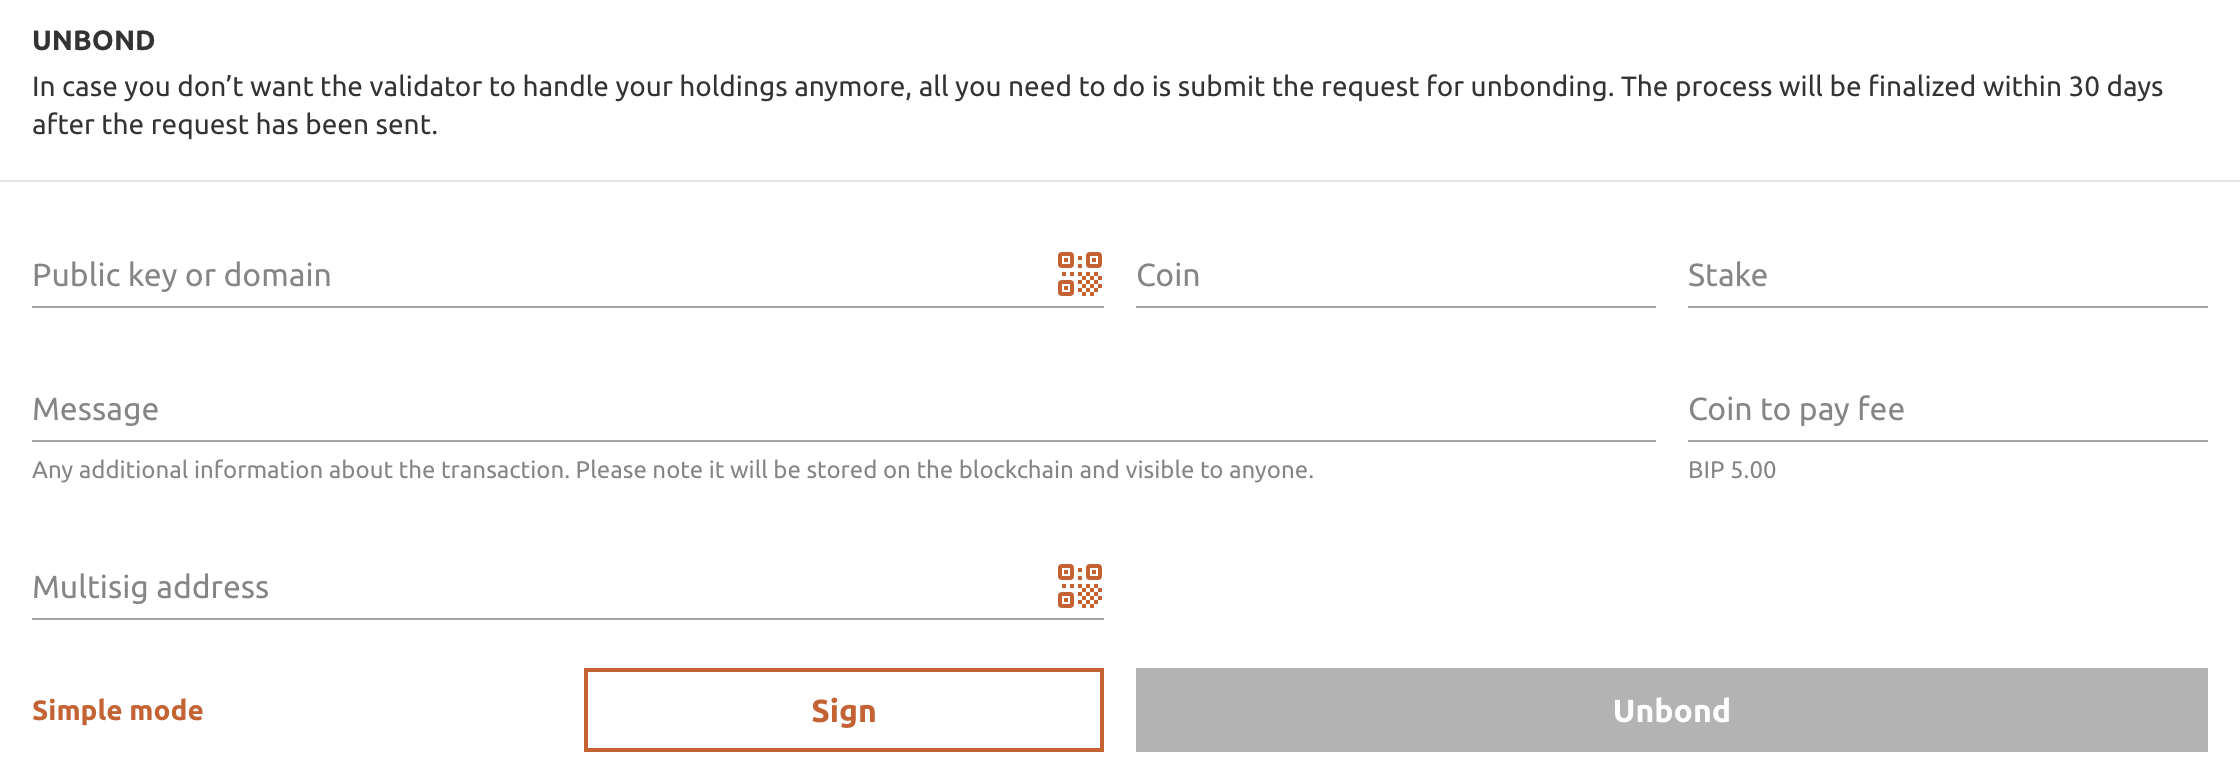 UNBOND
In case you don’t want the validator to handle your holdings anymore, all you need to do is submit the request for unbonding. The process will be finalized within 30 days
after the request has been sent.
Public key or domain
Coin
Stake
Message
Coin to pay fee
Any additional information about the transaction. Please note it will be stored on the blockchain and visible to anyone.
BIP 5.00
Multisig address
Simple mode
Sign
Unbond